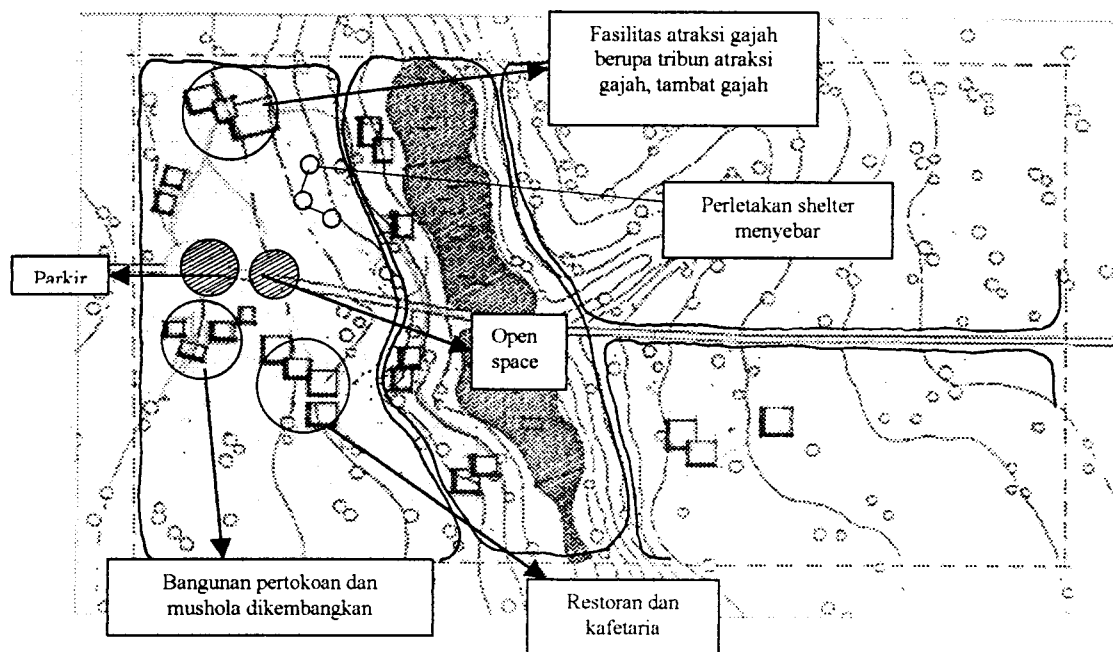 Fasilitas atraksi gajah
berupa tribun atraksi
gajah, tambat gajah
Perletakan shelter
menyebar
Parkir
Open
space
Bangunan pertokoan dan
mushola dikembangkan
Restoran dan
kafetaria